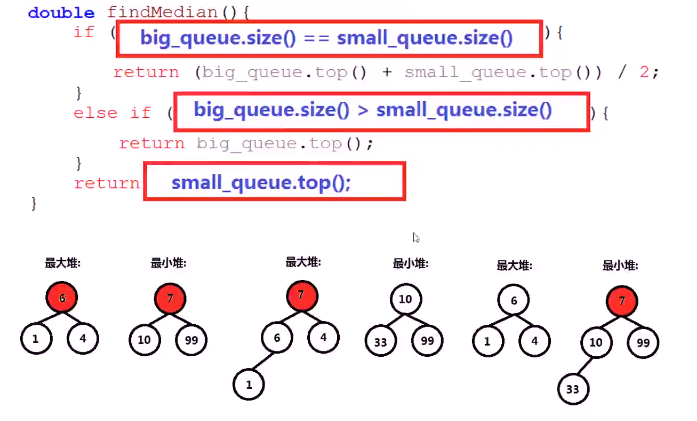 double findMedian(){
if ( big_queue.size() == small_queue.size() ){
return (big_queue.top() + small_queue.top()) / 2;
}
else if ( big_queue.size() > small_queue.size() ){
return big_queue.top();
}
return small_queue.top();
}
最大堆: 最小堆: 最大堆: 最小堆: 最大堆: 最小堆:
6 7 7 10 6 7
1 4 10 99 6 4 33 99 1 4 10 99
1 33